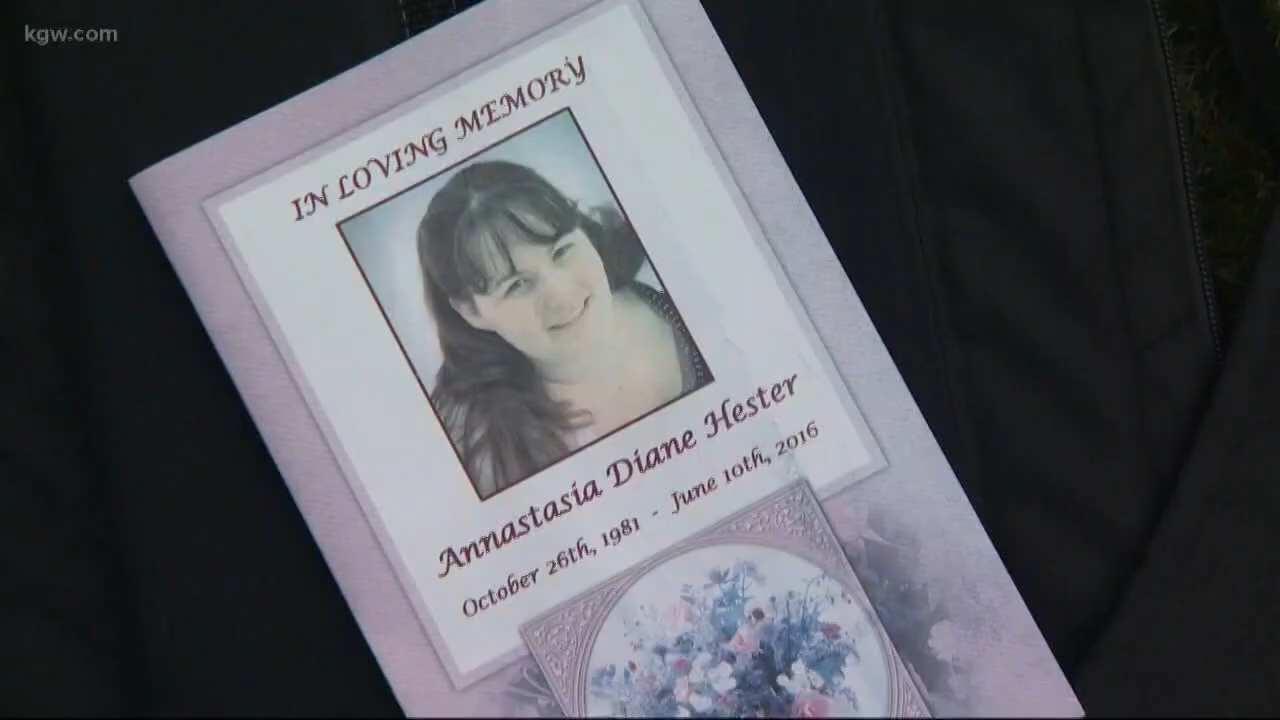 kgw.com
IN LOVING MEMORY
Annastasia Diane Hester
October 26th, 1981 - June 10th, 2016